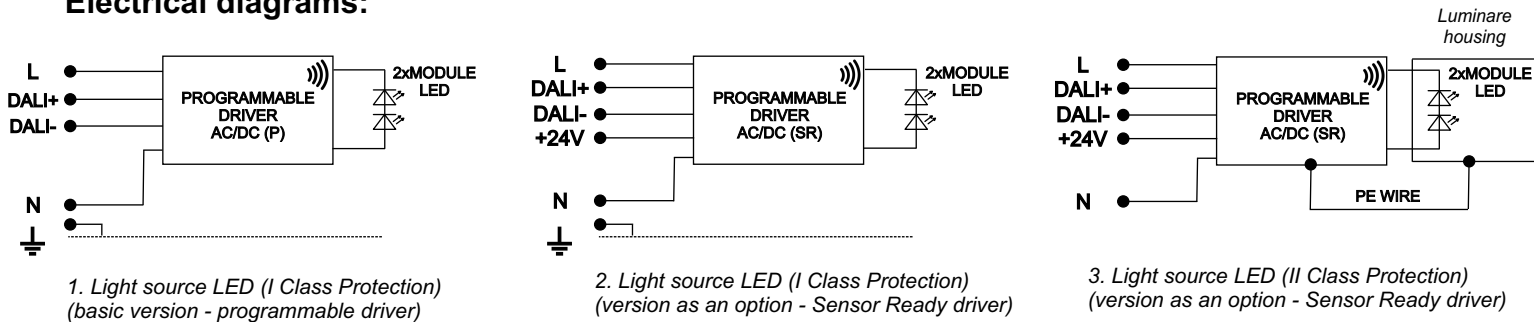 Electrical diagrams:
L
DALI+
DALI-
N
PROGRAMMABLE
DRIVER
AC/DC (P)
2xMODULE
LED
1. Light source LED (I Class Protection)
(basic version - programmable driver)
L
DALI+
DALI-
+24V
N
PROGRAMMABLE
DRIVER
AC/DC (SR)
2xMODULE
LED
2. Light source LED (I Class Protection)
(version as an option - Sensor Ready driver)
Luminare
housing
L
DALI+
DALI-
+24V
N
PROGRAMMABLE
DRIVER
AC/DC (SR)
2xMODULE
LED
PE WIRE
3. Light source LED (II Class Protection)
(version as an option - Sensor Ready driver)